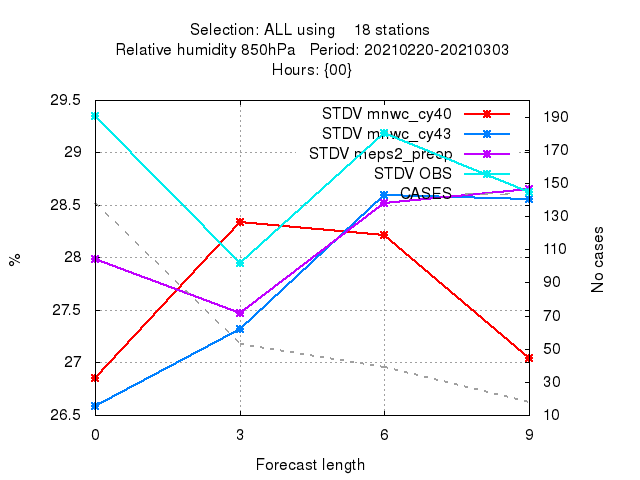 Selection: ALL using    18 stations
Relative humidity 850hPa   Period: 20210220-20210303
Hours: {00}
29.5
29
28.5
28
27.5
27
26.5
%
STDV mnwc_cy40
STDV mnwc_cy43
STDV meps2_preop
STDV OBS
CASES
190
170
150
130
110
90
70
50
30
10
No cases
0 3 6 9
Forecast length